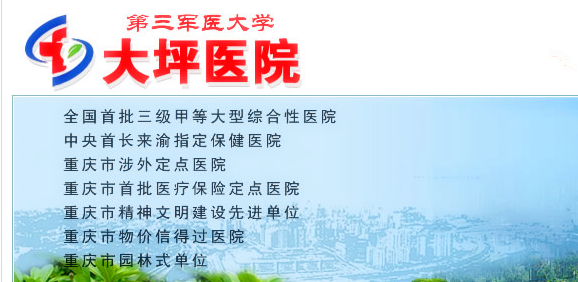 第三军医大学
大坪医院
全国首批三级甲等大型综合性医院
中央首长来渝指定保健医院
重庆市涉外定点医院
重庆市首批医疗保险定点医院
重庆市精神文明建设先进单位
重庆市物价信得过医院
重庆市园林式单位